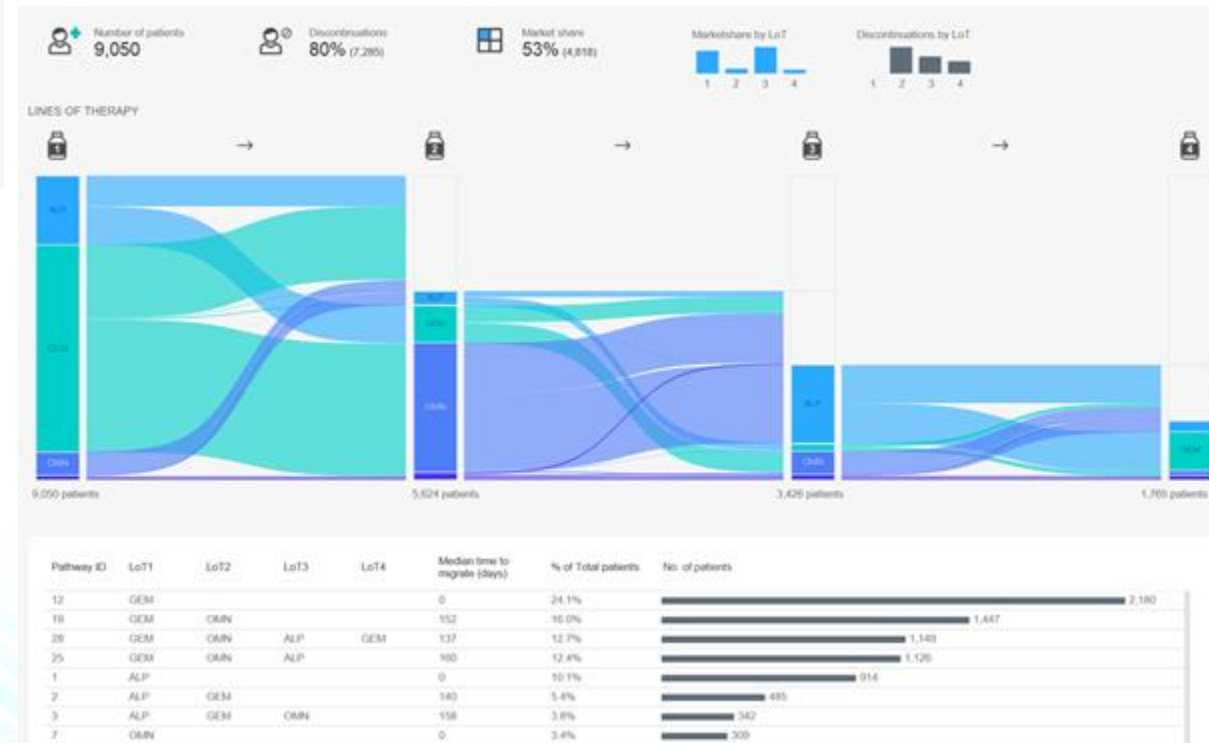 Number of patients
9,050
Discontinuations
80% (7,285)
Market share
53% (4,818)
Marketshare by LoT
1 2 3 4
Discontinuations by LoT
1 2 3 4
LINES OF THERAPY
1 → 2 → 3 → 4
ALP
GEM
OMN
ALP
GEM
OMN
ALP
OMN
GEM
9,050 patients
5,624 patients
3,426 patients
1,765 patients
Pathway ID LoT1 LoT2 LoT3 LoT4 Median time to migrate (days) % of Total patients No. of patients
12 GEM 0 24.1% 2,180
19 GEM OMN 152 16.0% 1,447
28 GEM OMN ALP GEM 137 12.7% 1,149
25 GEM OMN ALP 160 12.4% 1,126
1 ALP 0 10.1% 914
2 ALP GEM 140 5.4% 485
3 ALP GEM OMN 158 3.8% 342
7 OMN 0 3.4% 309